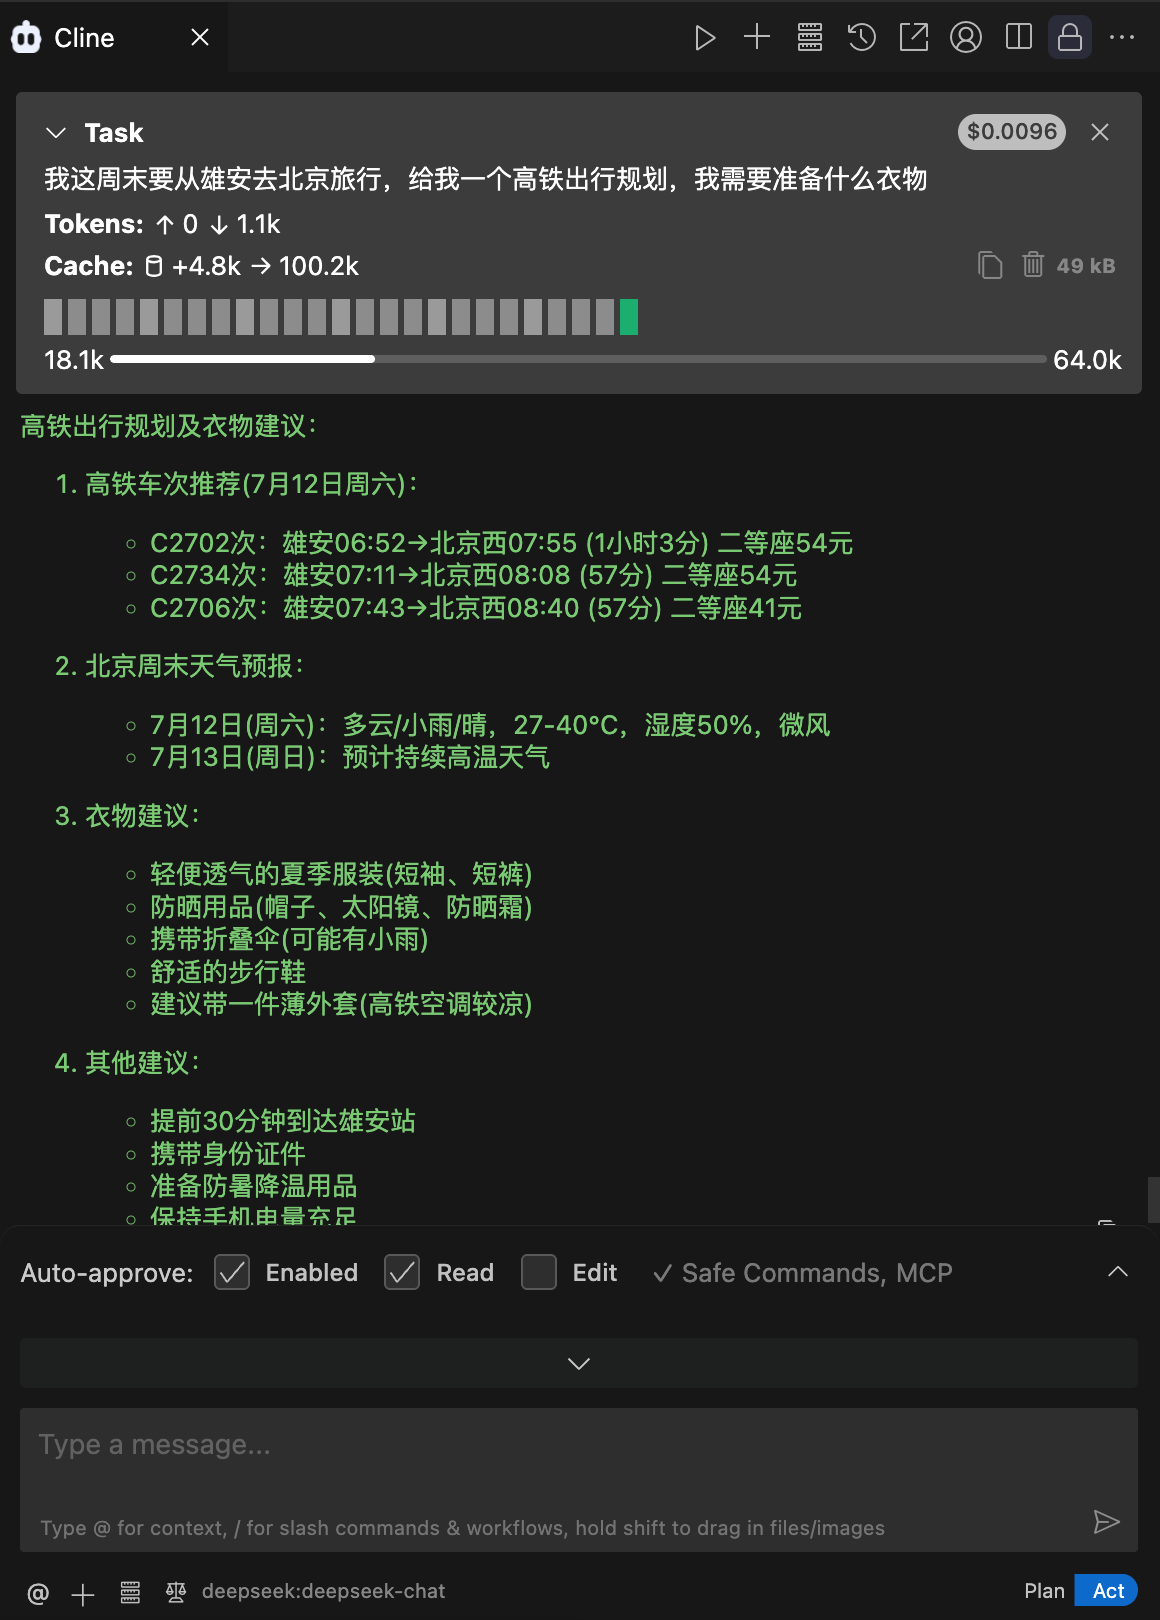 Cline
Task
$0.0096
我这周末要从雄安去北京旅行，给我一个高铁出行规划，我需要准备什么衣物
Tokens: ↑ 0 ↓ 1.1k
Cache: +4.8k → 100.2k
49 kB
18.1k 64.0k
高铁出行规划及衣物建议：
1. 高铁车次推荐(7月12日周六)：
○ C2702次：雄安06:52→北京西07:55 (1小时3分) 二等座54元
○ C2734次：雄安07:11→北京西08:08 (57分) 二等座54元
○ C2706次：雄安07:43→北京西08:40 (57分) 二等座41元
2. 北京周末天气预报：
○ 7月12日(周六)：多云/小雨/晴，27-40°C，湿度50%，微风
○ 7月13日(周日)：预计持续高温天气
3. 衣物建议：
○ 轻便透气的夏季服装(短袖、短裤)
○ 防晒用品(帽子、太阳镜、防晒霜)
○ 携带折叠伞(可能有小雨)
○ 舒适的步行鞋
○ 建议带一件薄外套(高铁空调较凉)
4. 其他建议：
○ 提前30分钟到达雄安站
○ 携带身份证件
○ 准备防暑降温用品
○ 保持手机电量充足
Auto-approve: Enabled Read Edit ✓ Safe Commands, MCP
Type a message...
Type @ for context, / for slash commands & workflows, hold shift to drag in files/images
@ deepseek:deepseek-chat
Plan Act